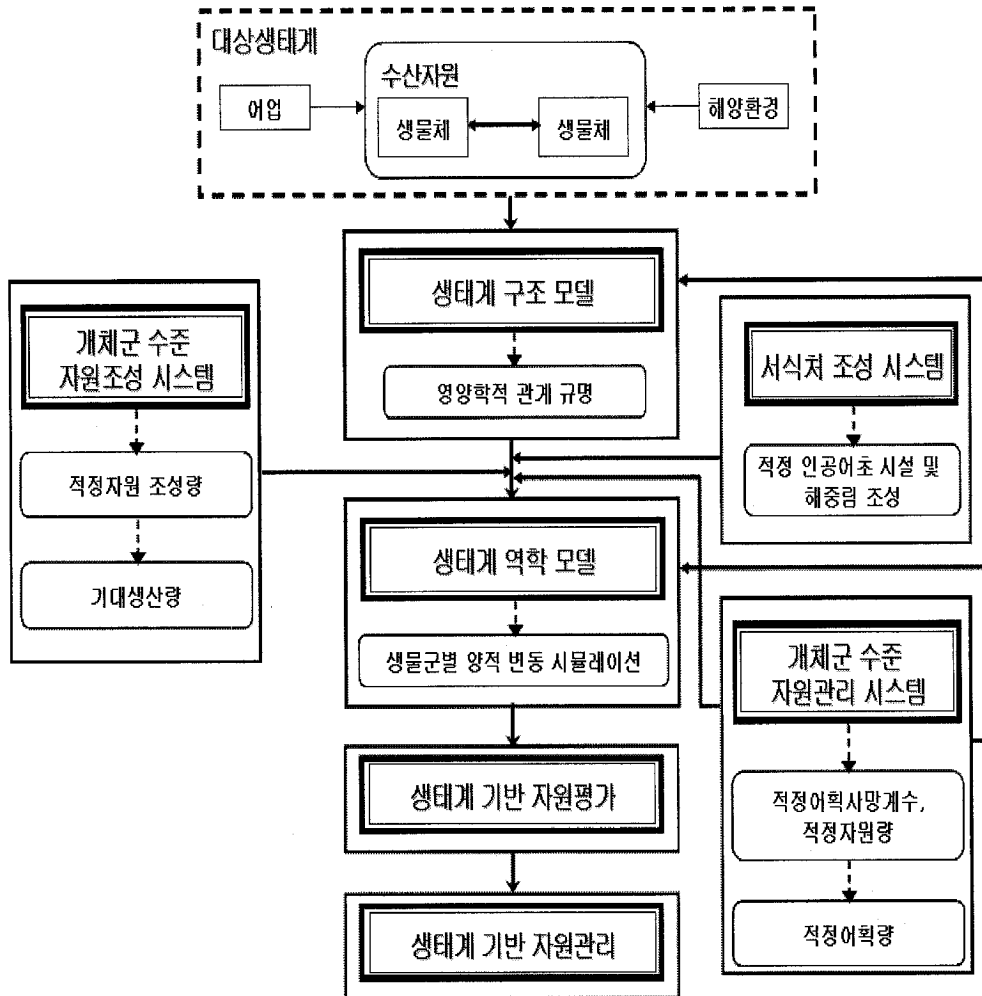 대상생태계
수산자원
어업
생물체
생물체
해양환경
생태계 구조 모델
영양학적 관계 규명
개체군 수준
자원조성 시스템
적정자원 조성량
기대생산량
서식처 조성 시스템
적정 인공어초 시설 및
해중림 조성
생태계 역학 모델
생물군별 양적 변동 시뮬레이션
개체군 수준
자원관리 시스템
적정어획사망계수,
적정자원량
적정어획량
생태계 기반 자원평가
생태계 기반 자원관리